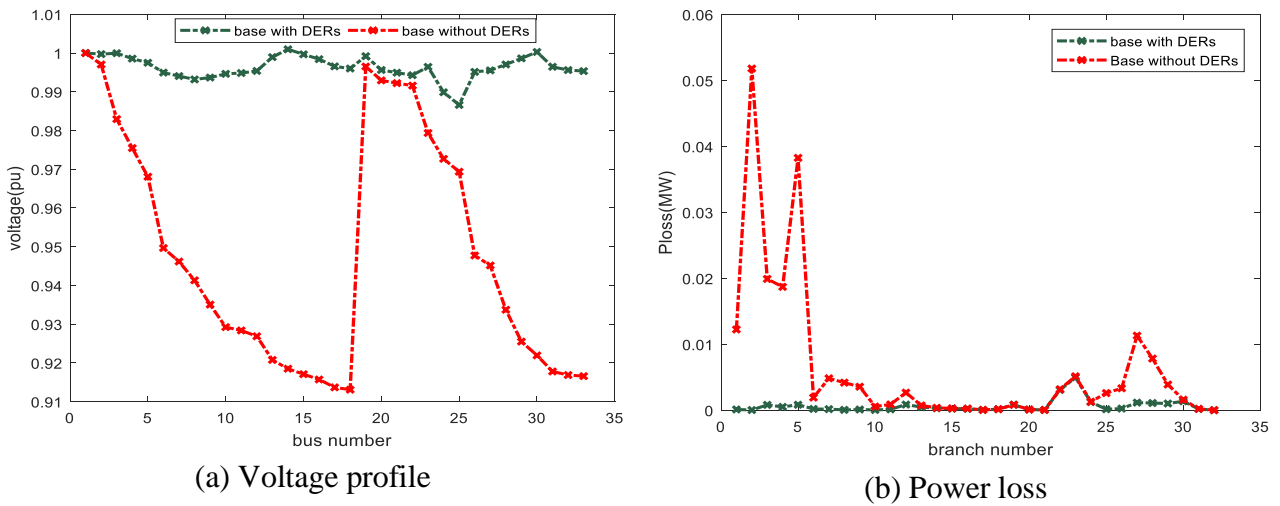 1.01
1
0.99
0.98
0.97
0.96
0.95
0.94
0.93
0.92
0.91
voltage(pu)
base with DERs base without DERs
0 5 10 15 20 25 30 35
bus number
(a) Voltage profile
0.06
0.05
0.04
0.03
0.02
0.01
0
Ploss(MW)
base with DERs
Base without DERs
0 5 10 15 20 25 30 35
branch number
(b) Power loss